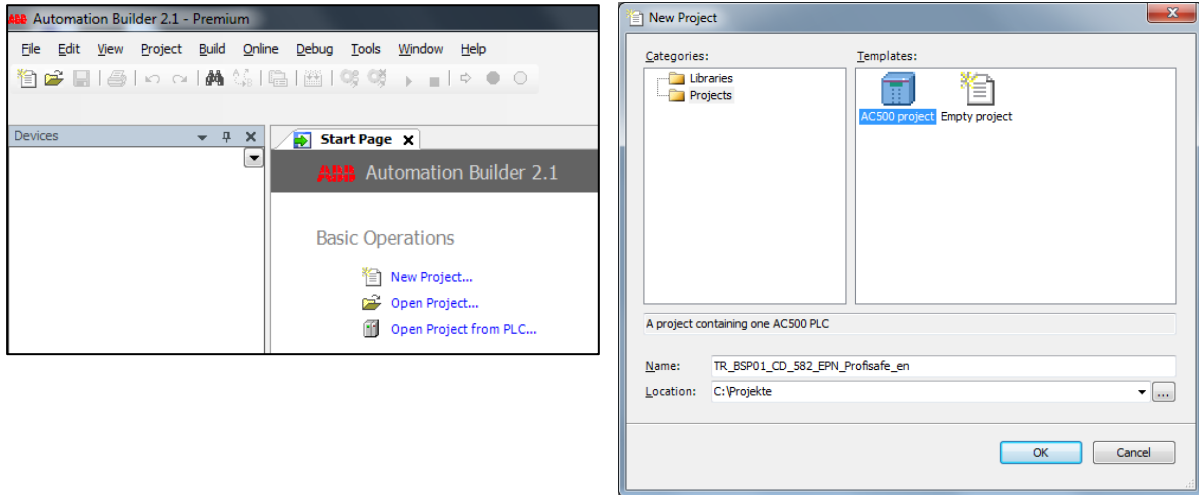 ABB Automation Builder 2.1 - Premium
File Edit View Project Build Online Debug Tools Window Help
Devices
Start Page
ABB Automation Builder 2.1
Basic Operations
New Project...
Open Project...
Open Project from PLC...
New Project
Categories:
Templates:
Libraries
Projects
AC500 project
Empty project
A project containing one AC500 PLC
Name: TR_BSP01_CD_582_EPN_Profisafe_en
Location: C:\Projekte
...
OK
Cancel